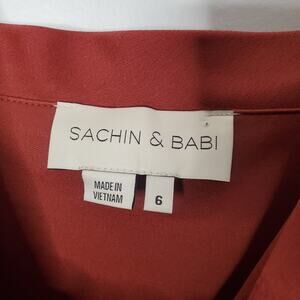 SACHIN & BABI
MADE IN
VIETNAM
6